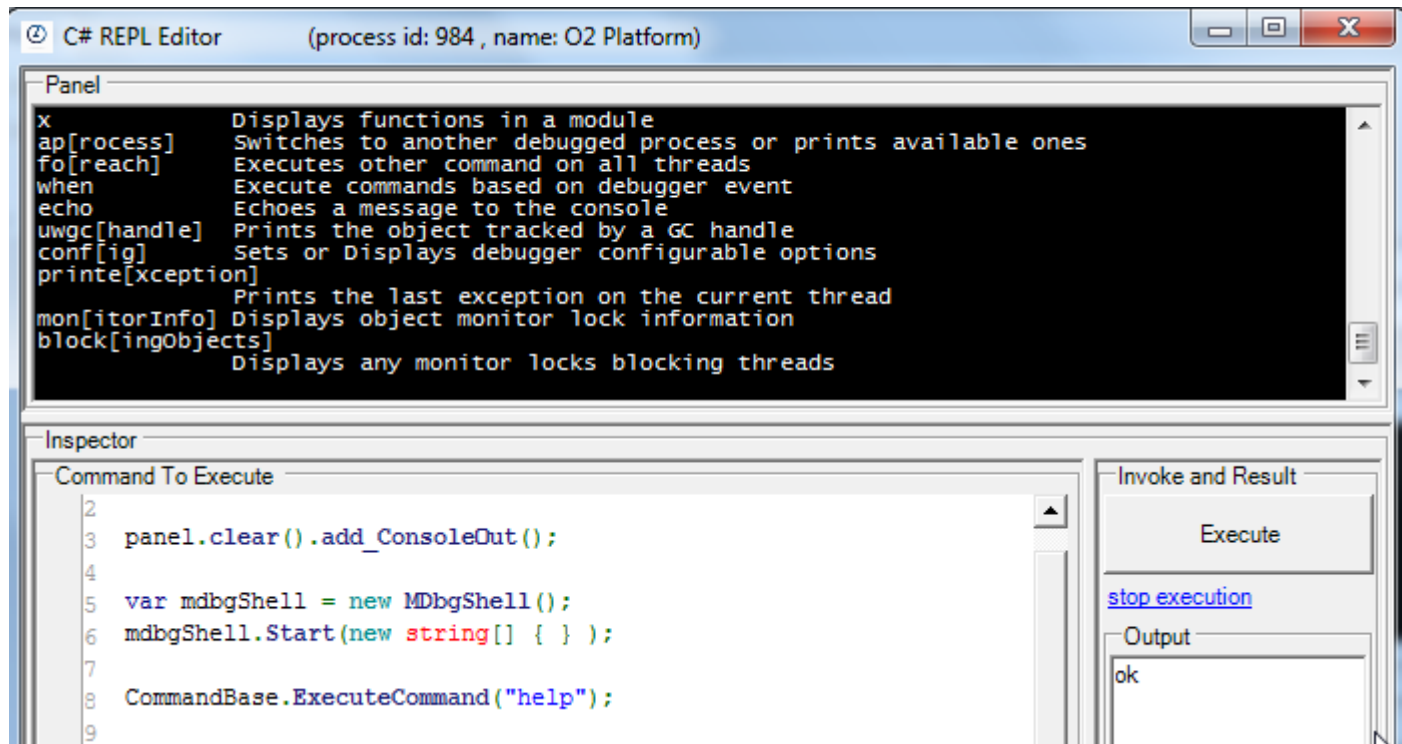 C# REPL Editor (process id: 984 , name: O2 Platform)
Panel
x Displays functions in a module
ap[rocess] Switches to another debugged process or prints available ones
fo[reach] Executes other command on all threads
when Execute commands based on debugger event
echo Echoes a message to the console
uwgc[handle] Prints the object tracked by a GC handle
conf[ig] Sets or Displays debugger configurable options
printe[xception]
Prints the last exception on the current thread
mon[itorInfo] Displays object monitor lock information
block[ingObjects]
Displays any monitor locks blocking threads
Inspector
Command To Execute
2
3 panel.clear().add_ConsoleOut();
4
5 var mdbgShell = new MDbgShell();
6 mdbgShell.Start(new string[] { } );
7
8 CommandBase.ExecuteCommand("help");
9
Invoke and Result
Execute
stop execution
Output
ok